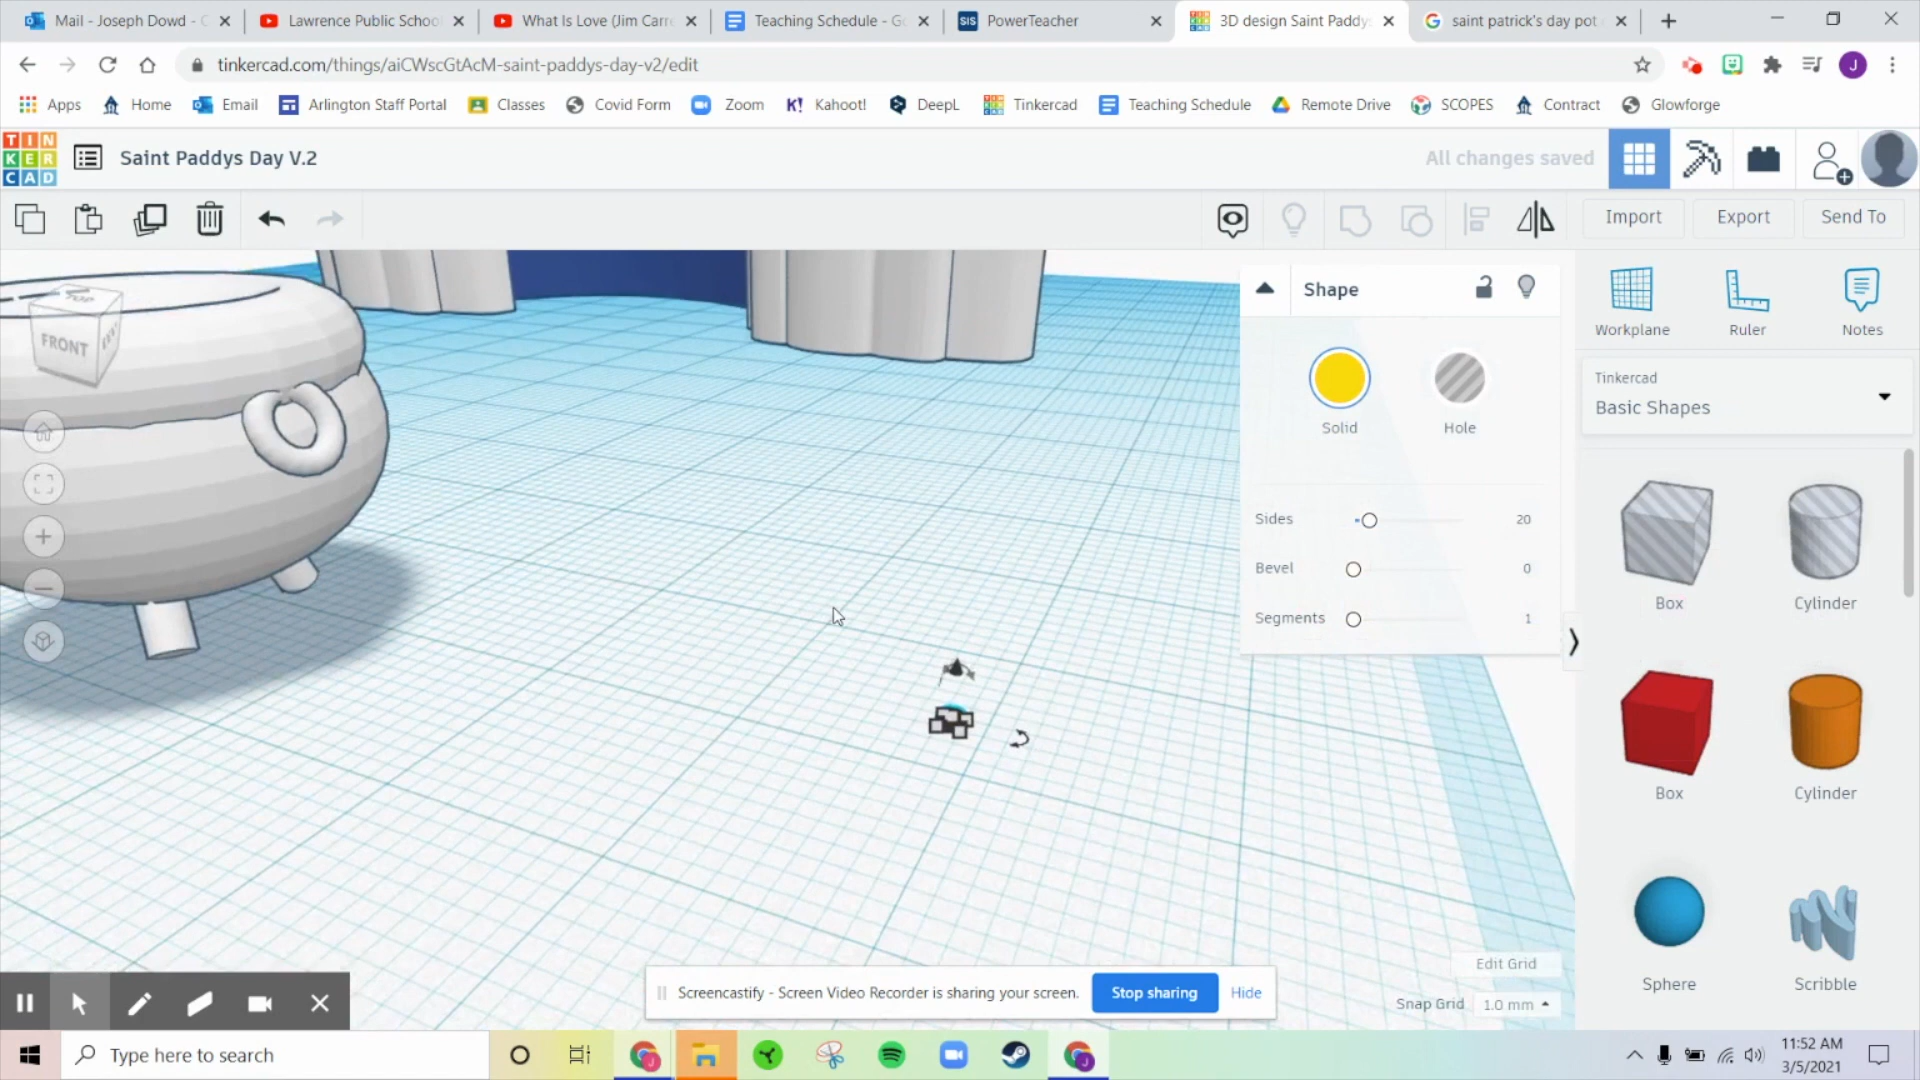 Mail - Joseph Dowd - Lawrence Public Schoo What Is Love (Jim Carre Teaching Schedule - G SIS PowerTeacher 3D design Saint Paddy saint patrick's day pot
tinkercad.com/things/aiCWscGtAcM-saint-paddys-day-v2/edit J
Apps Home Email Arlington Staff Portal Classes Covid Form Zoom K! Kahoot! DeepL Tinkercad Teaching Schedule Remote Drive SCOPES Contract Glowforge
TIN
KER
CAD
Saint Paddys Day V.2 All changes saved
Import Export Send To
TOP
FRONT
Shape
Solid Hole
Sides 20
Bevel 0
Segments 1
Workplane Ruler Notes
Tinkercad
Basic Shapes
Box Cylinder
Box Cylinder
Sphere Scribble
Edit Grid
Snap Grid 1.0 mm
Screencastify - Screen Video Recorder is sharing your screen. Stop sharing Hide
Type here to search
11:52 AM
3/5/2021